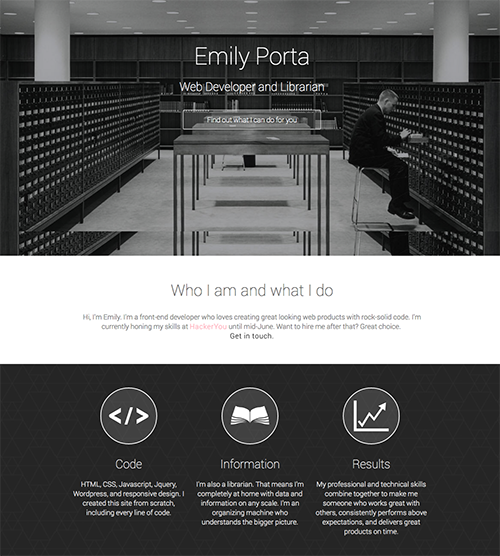 Emily Porta
Web Developer and Librarian
Find out what I can do for you
Who I am and what I do
Hi, I'm Emily. I'm a front-end developer who loves creating great looking web products with rock-solid code. I'm
currently honing my skills at HackerYou until mid-June. Want to hire me after that? Great choice.
Get in touch.
Code
HTML, CSS, Javascript, Jquery,
Wordpress, and responsive design. I
created this site from scratch,
including every line of code.
Information
I'm also a librarian. That means I'm
completely at home with data and
information on any scale. I'm an
organizing machine who
understands the bigger picture.
Results
My professional and technical skills
combine together to make me
someone who works great with
others, consistently performs above
expectations, and delivers great
products on time.